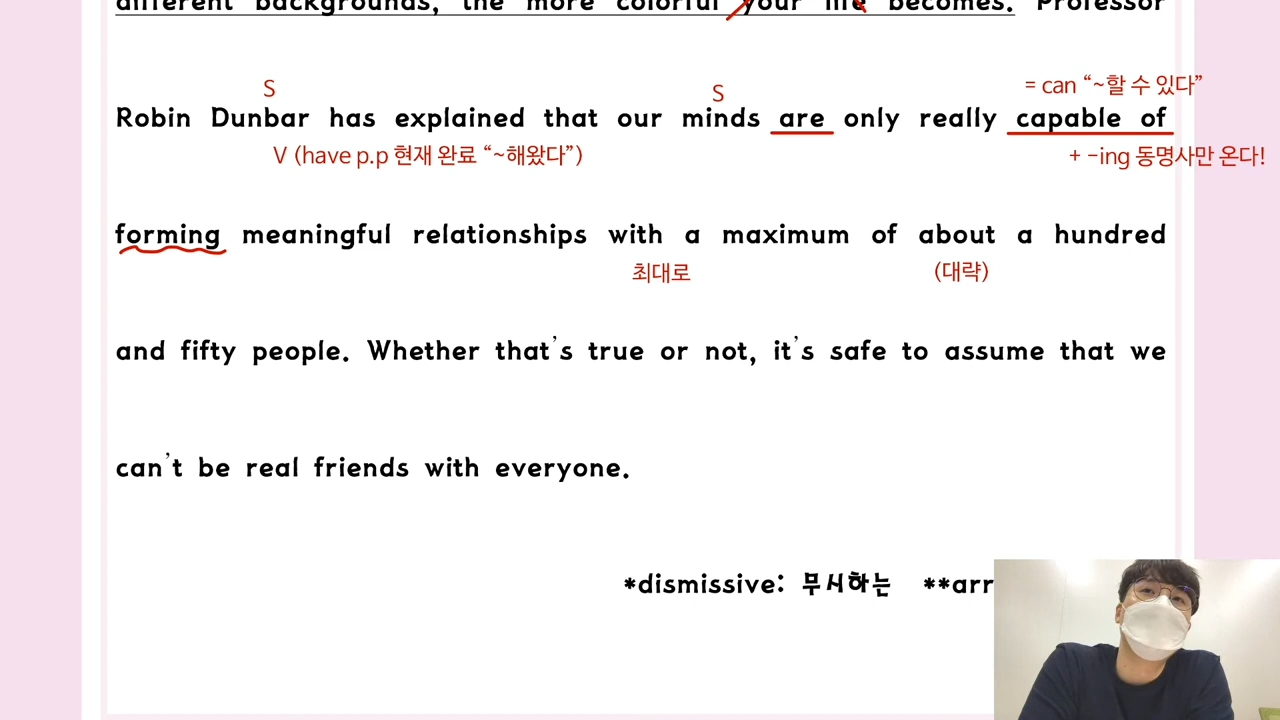 different backgrounds, the more colorful your life becomes. Professor
S
S
= can “~할 수 있다”
Robin Dunbar has explained that our minds are only really capable of
V (have p.p 현재 완료 “~해왔다”)
+ -ing 동명사만 온다!
forming meaningful relationships with a maximum of about a hundred
최대로
(대략)
and fifty people. Whether that's true or not, it's safe to assume that we
can't be real friends with everyone.
*dismissive: 무시하는 **arr